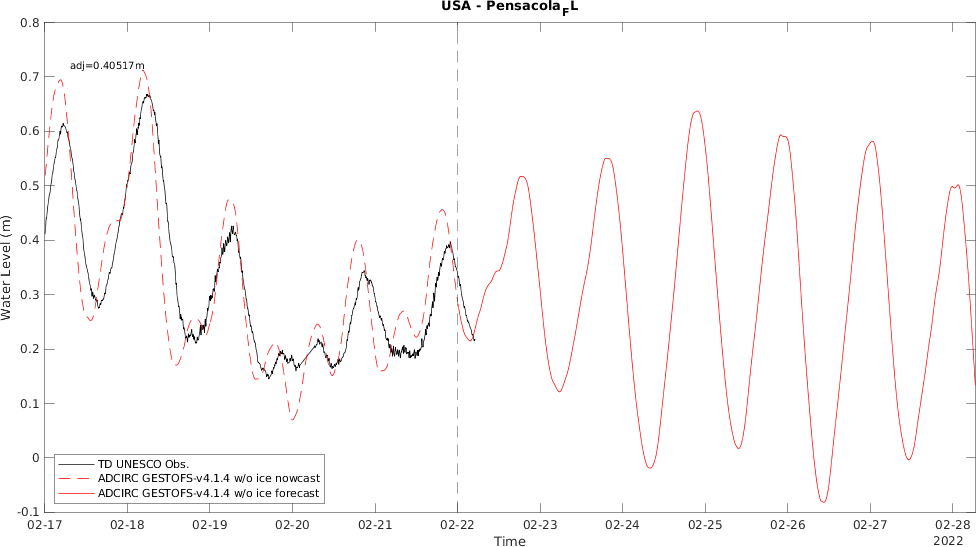 USA - Pensacola_FL
adj=0.40517m
0.8
0.7
0.6
0.5
0.4
0.3
0.2
0.1
0
-0.1
Water Level (m)
TD UNESCO Obs.
ADCIRC GESTOFS-v4.1.4 w/o ice nowcast
ADCIRC GESTOFS-v4.1.4 w/o ice forecast
02-17 02-18 02-19 02-20 02-21 02-22 02-23 02-24 02-25 02-26 02-27 02-28
Time 2022